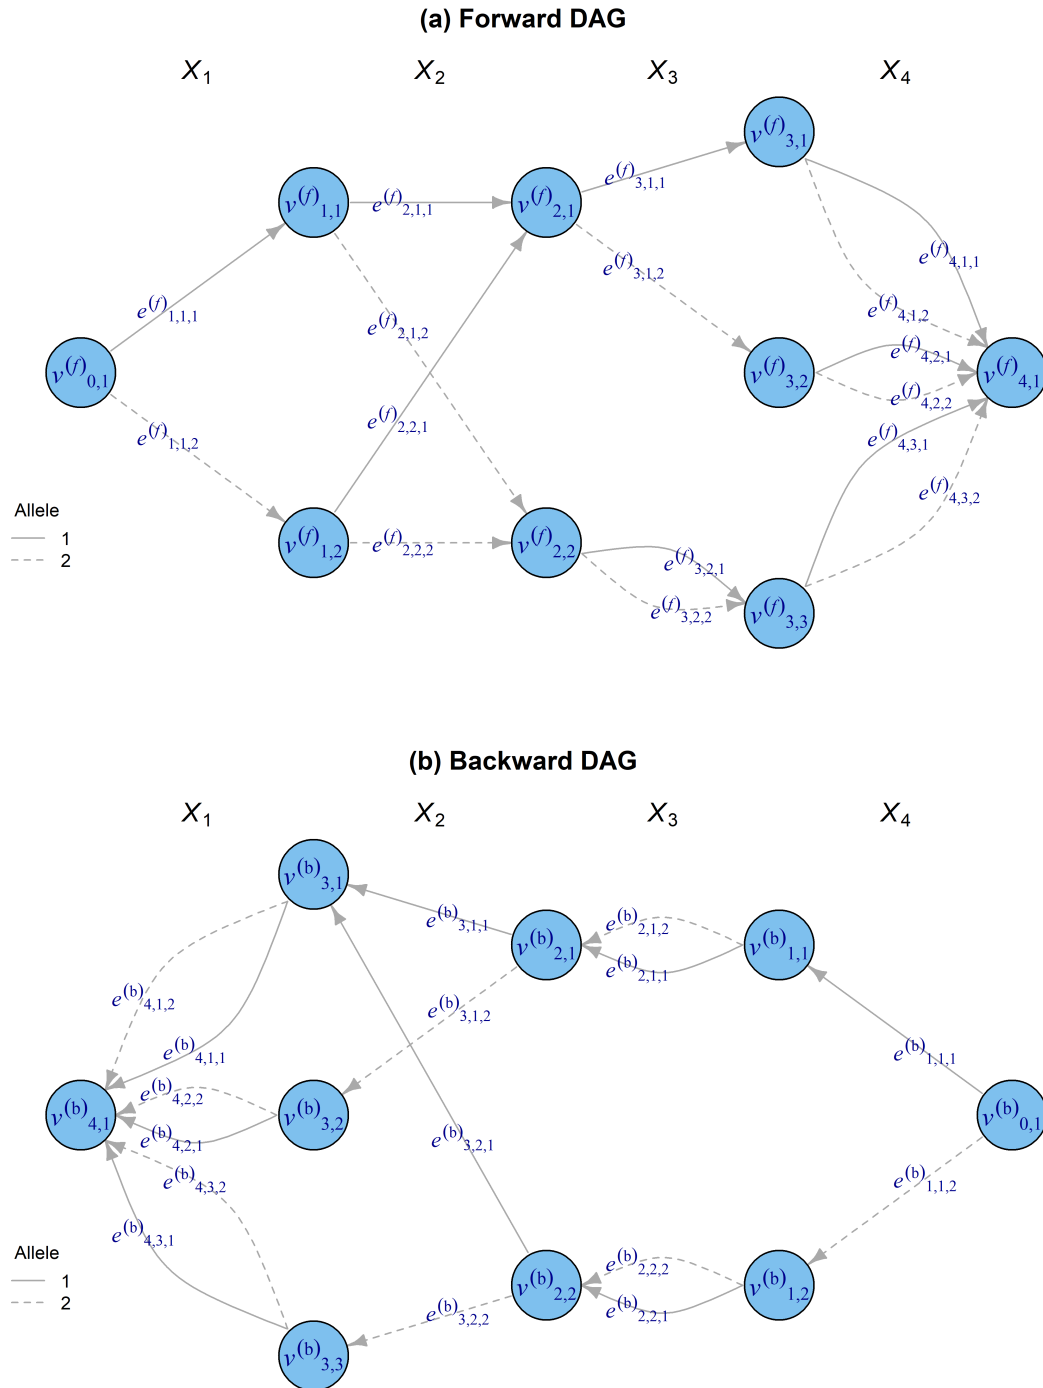 (a) Forward DAG
X1 X2 X3 X4
v(f)3,1
e(f)3,1,1
v(f)1,1 e(f)2,1,1 v(f)2,1
e(f)4,1,1
e(f)3,1,2
e(f)1,1,1 e(f)2,1,2 e(f)4,1,2
e(f)4,2,1
v(f)0,1 v(f)3,2 v(f)4,1
e(f)4,2,2
e(f)1,1,2 e(f)2,2,1 e(f)4,3,1
e(f)4,3,2
Allele
1
2
v(f)1,2 e(f)2,2,2 v(f)2,2
e(f)3,2,1
e(f)3,2,2 v(f)3,3
(b) Backward DAG
X1 X2 X3 X4
v(b)3,1
e(b)3,1,1 e(b)2,1,2
v(b)2,1 v(b)1,1
e(b)2,1,1
e(b)4,1,2 e(b)3,1,2
e(b)4,1,1 e(b)1,1,1
e(b)4,2,2
v(b)4,1 v(b)3,2 v(b)0,1
e(b)4,2,1 e(b)3,2,1
e(b)4,3,2 e(b)1,1,2
e(b)4,3,1
Allele
1
2
e(b)2,2,2
v(b)2,2 v(b)1,2
e(b)3,2,2 e(b)2,2,1
v(b)3,3